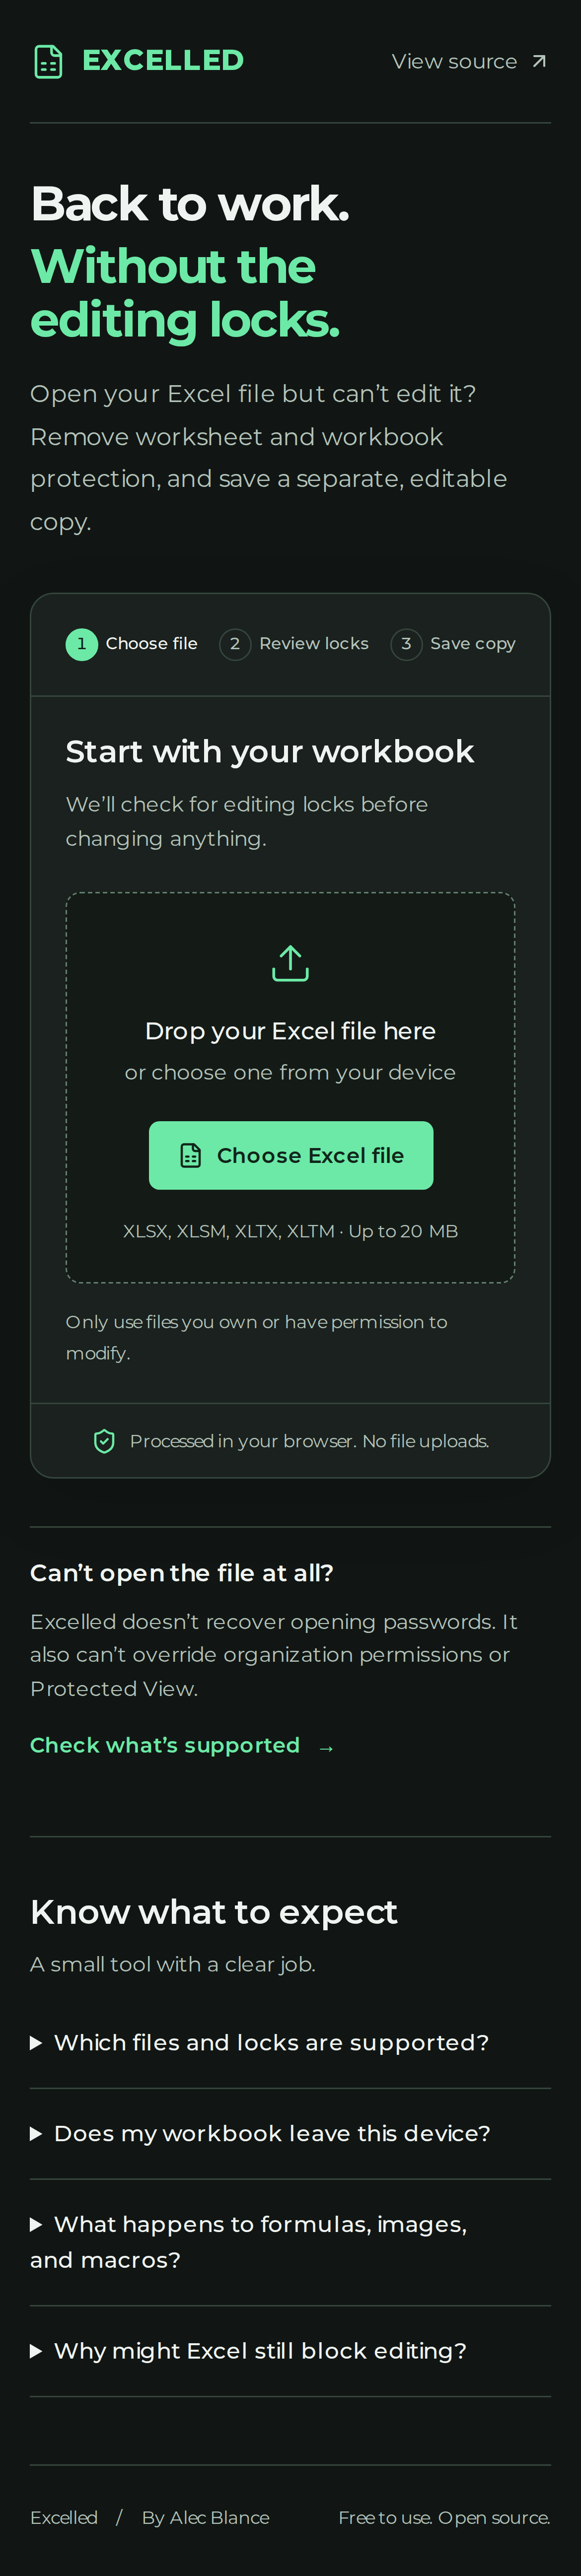 EXCELLED
View source
Back to work.
Without the
editing locks.
Open your Excel file but can’t edit it?
Remove worksheet and workbook
protection, and save a separate, editable
copy.
1 Choose file
2 Review locks
3 Save copy
Start with your workbook
We’ll check for editing locks before
changing anything.
Drop your Excel file here
or choose one from your device
Choose Excel file
XLSX, XLSM, XLTX, XLTM · Up to 20 MB
Only use files you own or have permission to
modify.
Processed in your browser. No file uploads.
Can’t open the file at all?
Excelled doesn’t recover opening passwords. It
also can’t override organization permissions or
Protected View.
Check what’s supported →
Know what to expect
A small tool with a clear job.
Which files and locks are supported?
Does my workbook leave this device?
What happens to formulas, images,
and macros?
Why might Excel still block editing?
Excelled / By Alec Blance
Free to use. Open source.